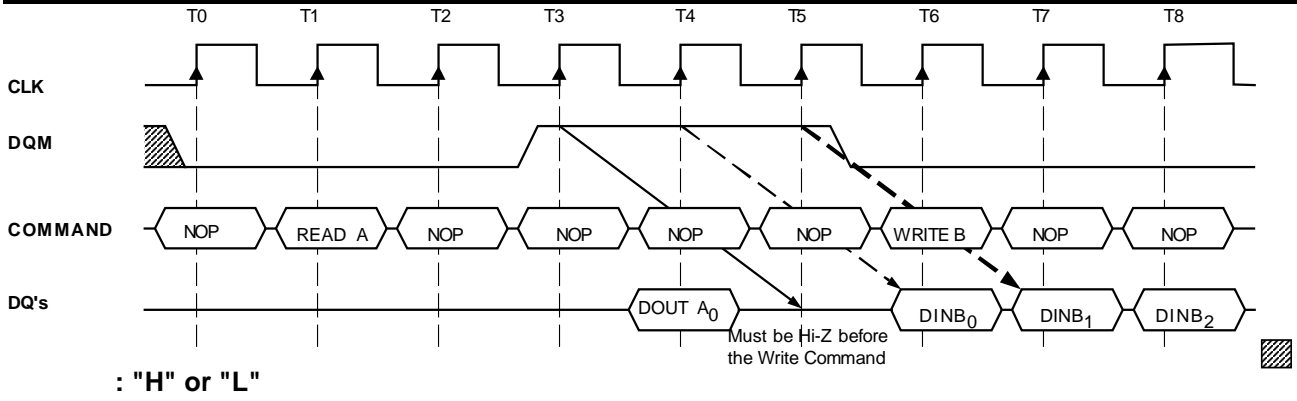 T0 T1 T2 T3 T4 T5 T6 T7 T8
CLK
DQM
COMMAND NOP READ A NOP NOP NOP NOP WRITE B NOP NOP
DQ's DOUT A0 DINB0 DINB1 DINB2
Must be Hi-Z before
the Write Command
: "H" or "L"